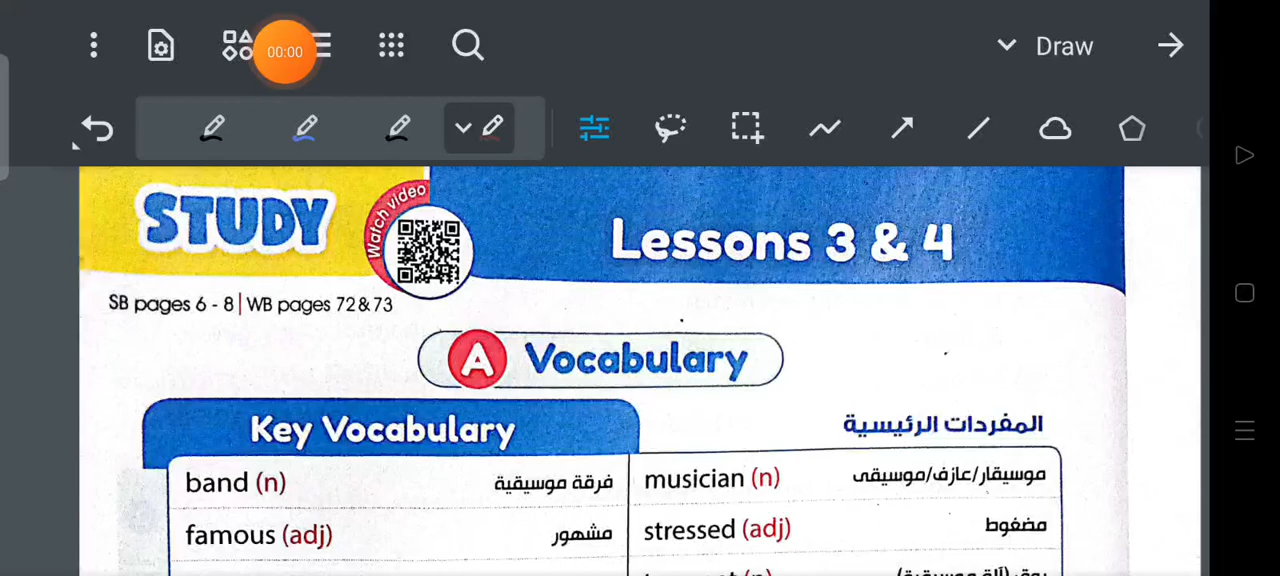 00:00
Draw
STUDY
Watch video
Lessons 3 & 4
SB pages 6 - 8 | WB pages 72 & 73
A Vocabulary
Key Vocabulary
المفردات الرئيسية
band (n) فرقة موسيقية
musician (n) موسيقار/عازف/موسيقى
famous (adj) مشهور
stressed (adj) مضغوط